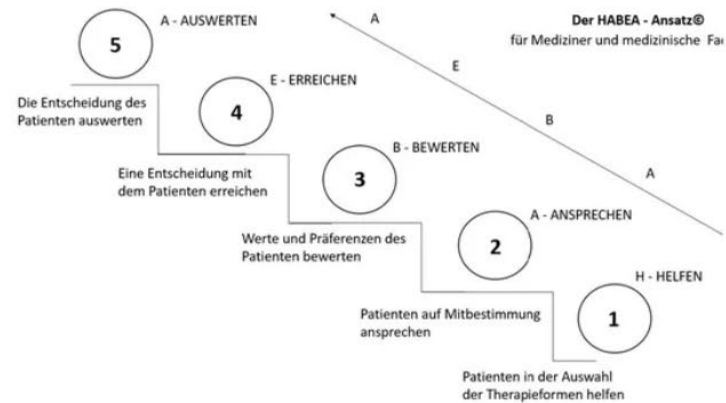 Der HABEA - Ansatz©
für Mediziner und medizinische
5
A - AUSWERTEN
Die Entscheidung des
Patienten auswerten
4
E - ERREICHEN
Eine Entscheidung mit
dem Patienten erreichen
3
B - BEWERTEN
Werte und Präferenzen des
Patienten bewerten
2
A - ANSPRECHEN
Patienten auf Mitbestimmung
ansprechen
1
H - HELFEN
Patienten in der Auswahl
der Therapieformen helfen
A
E
B
A